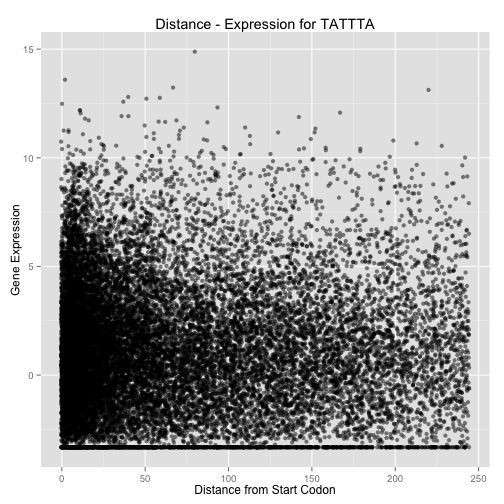 Distance - Expression for TATTTA
15
10
5
0
Gene Expression
0 50 100 150 200 250
Distance from Start Codon